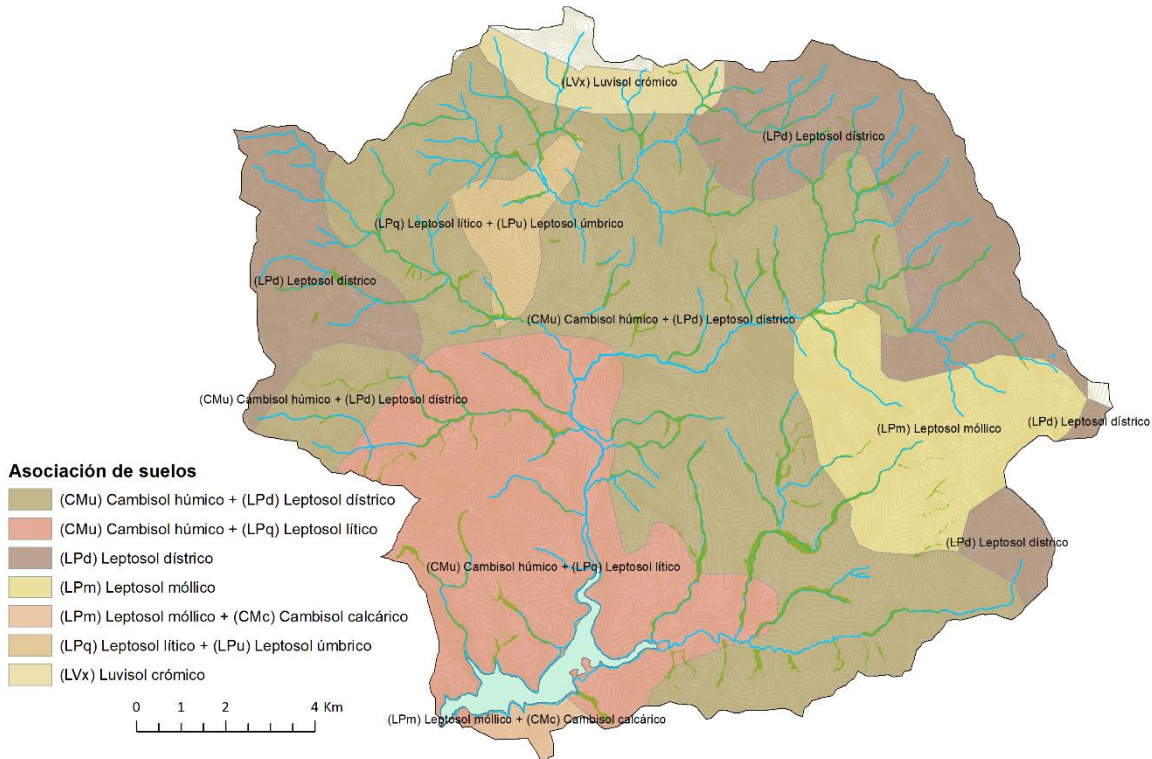 (LVx) Luvisol crómico
(LPd) Leptosol dístrico
(LPq) Leptosol lítico + (LPu) Leptosol úmbrico
(LPd) Leptosol dístrico
(CMu) Cambisol húmico + (LPd) Leptosol dístrico
(CMu) Cambisol húmico + (LPd) Leptosol dístrico
(LPm) Leptosol móllico
(LPd) Leptosol dístrico
(LPd) Leptosol dístrico
(CMu) Cambisol húmico + (LPq) Leptosol lítico
(LPm) Leptosol móllico + (CMc) Cambisol calcárico
Asociación de suelos
(CMu) Cambisol húmico + (LPd) Leptosol dístrico
(CMu) Cambisol húmico + (LPq) Leptosol lítico
(LPd) Leptosol dístrico
(LPm) Leptosol móllico
(LPm) Leptosol móllico + (CMc) Cambisol calcárico
(LPq) Leptosol lítico + (LPu) Leptosol úmbrico
(LVx) Luvisol crómico
0 1 2 4 Km